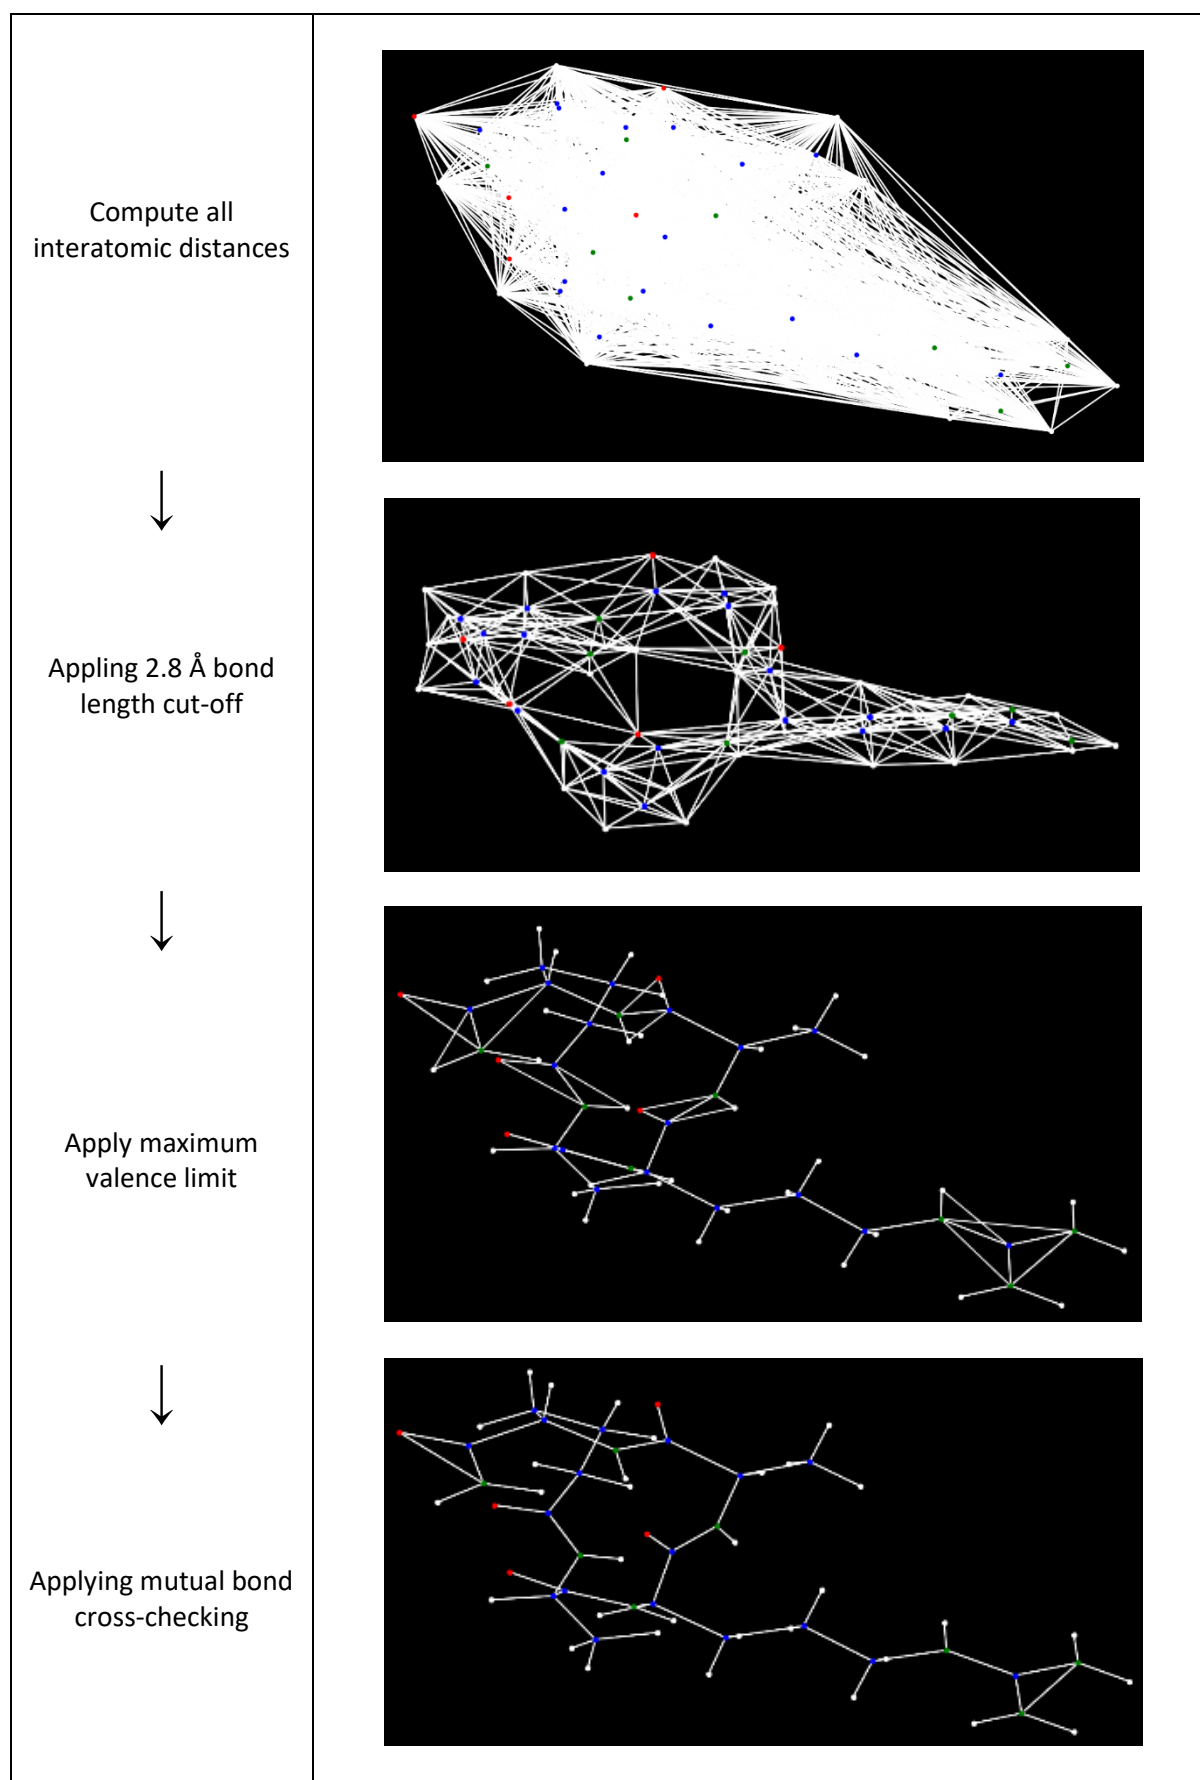 Compute all
interatomic distances
↓
Appling 2.8 Å bond
length cut-off
↓
Apply maximum
valence limit
↓
Applying mutual bond
cross-checking